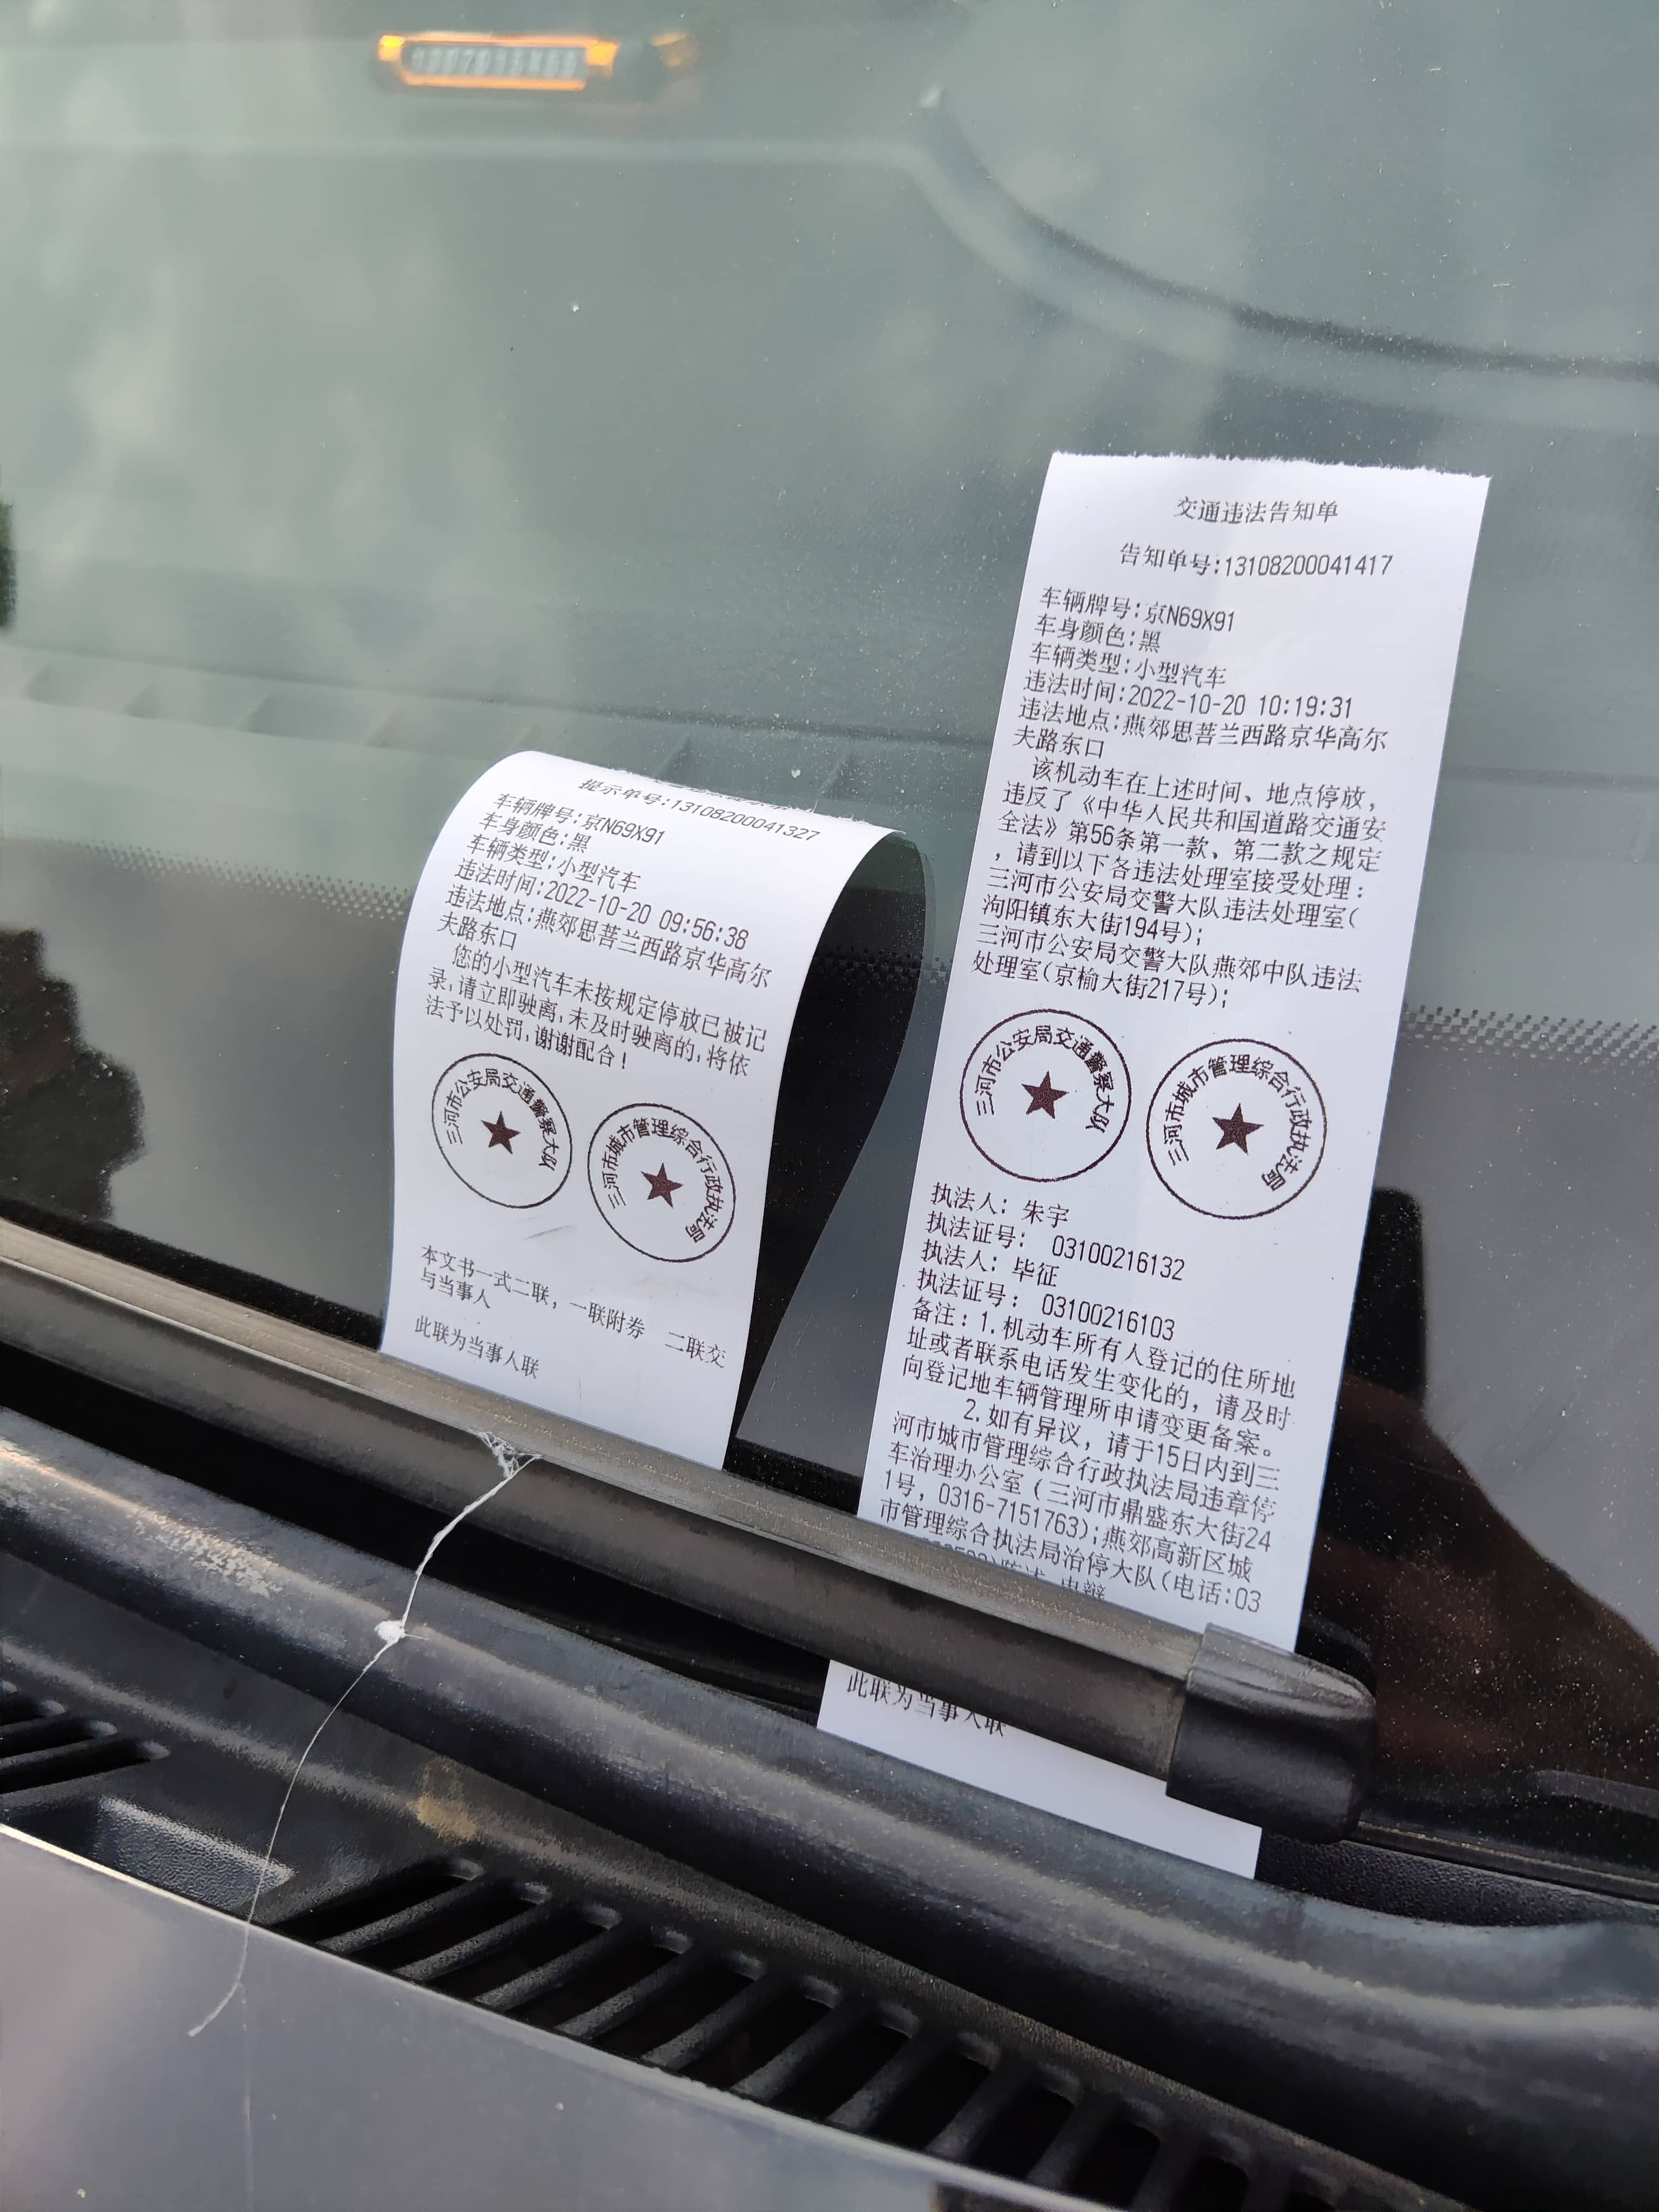 提示单号:13108200041327
车辆牌号:京N69X91
车身颜色:黑
车辆类型:小型汽车
违法时间:2022-10-20 09:56:38
违法地点:燕郊思菩兰西路京华高尔
夫路东口
您的小型汽车未按规定停放已被记
录,请立即驶离,未及时驶离的,将依
法予以处罚,谢谢配合!
三河市公安局交通警察大队
三河市城市管理综合行政执法局
本文书一式二联，一联附券 二联交
与当事人
此联为当事人联
交通违法告知单
告知单号:13108200041417
车辆牌号:京N69X91
车身颜色:黑
车辆类型:小型汽车
违法时间:2022-10-20 10:19:31
违法地点:燕郊思菩兰西路京华高尔
夫路东口
该机动车在上述时间、地点停放，
违反了《中华人民共和国道路交通安
全法》第56条第一款、第二款之规定
，请到以下各违法处理室接受处理：
三河市公安局交警大队违法处理室(
洵阳镇东大街194号);
三河市公安局交警大队燕郊中队违法
处理室(京榆大街217号);
三河市公安局交通警察大队
三河市城市管理综合行政执法局
执法人: 朱宇
执法证号: 03100216132
执法人: 毕征
执法证号: 03100216103
备注:1.机动车所有人登记的住所地
址或者联系电话发生变化的，请及时
向登记地车辆管理所申请变更备案。
2.如有异议，请于15日内到三
河市城市管理综合行政执法局违章停
车治理办公室（三河市鼎盛东大街24
1号，0316-7151763);燕郊高新区城
市管理综合执法局治停大队(电话:03
此联为当事人联